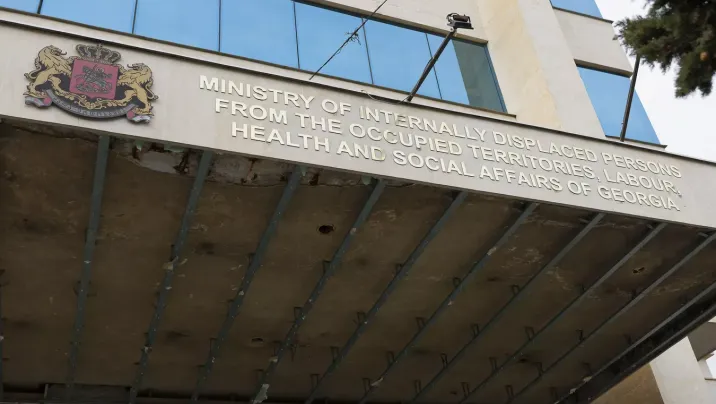 MINISTRY OF INTERNALLY DISPLACED PERSONS
FROM THE OCCUPIED TERRITORIES, LABOUR,
HEALTH AND SOCIAL AFFAIRS OF GEORGIA